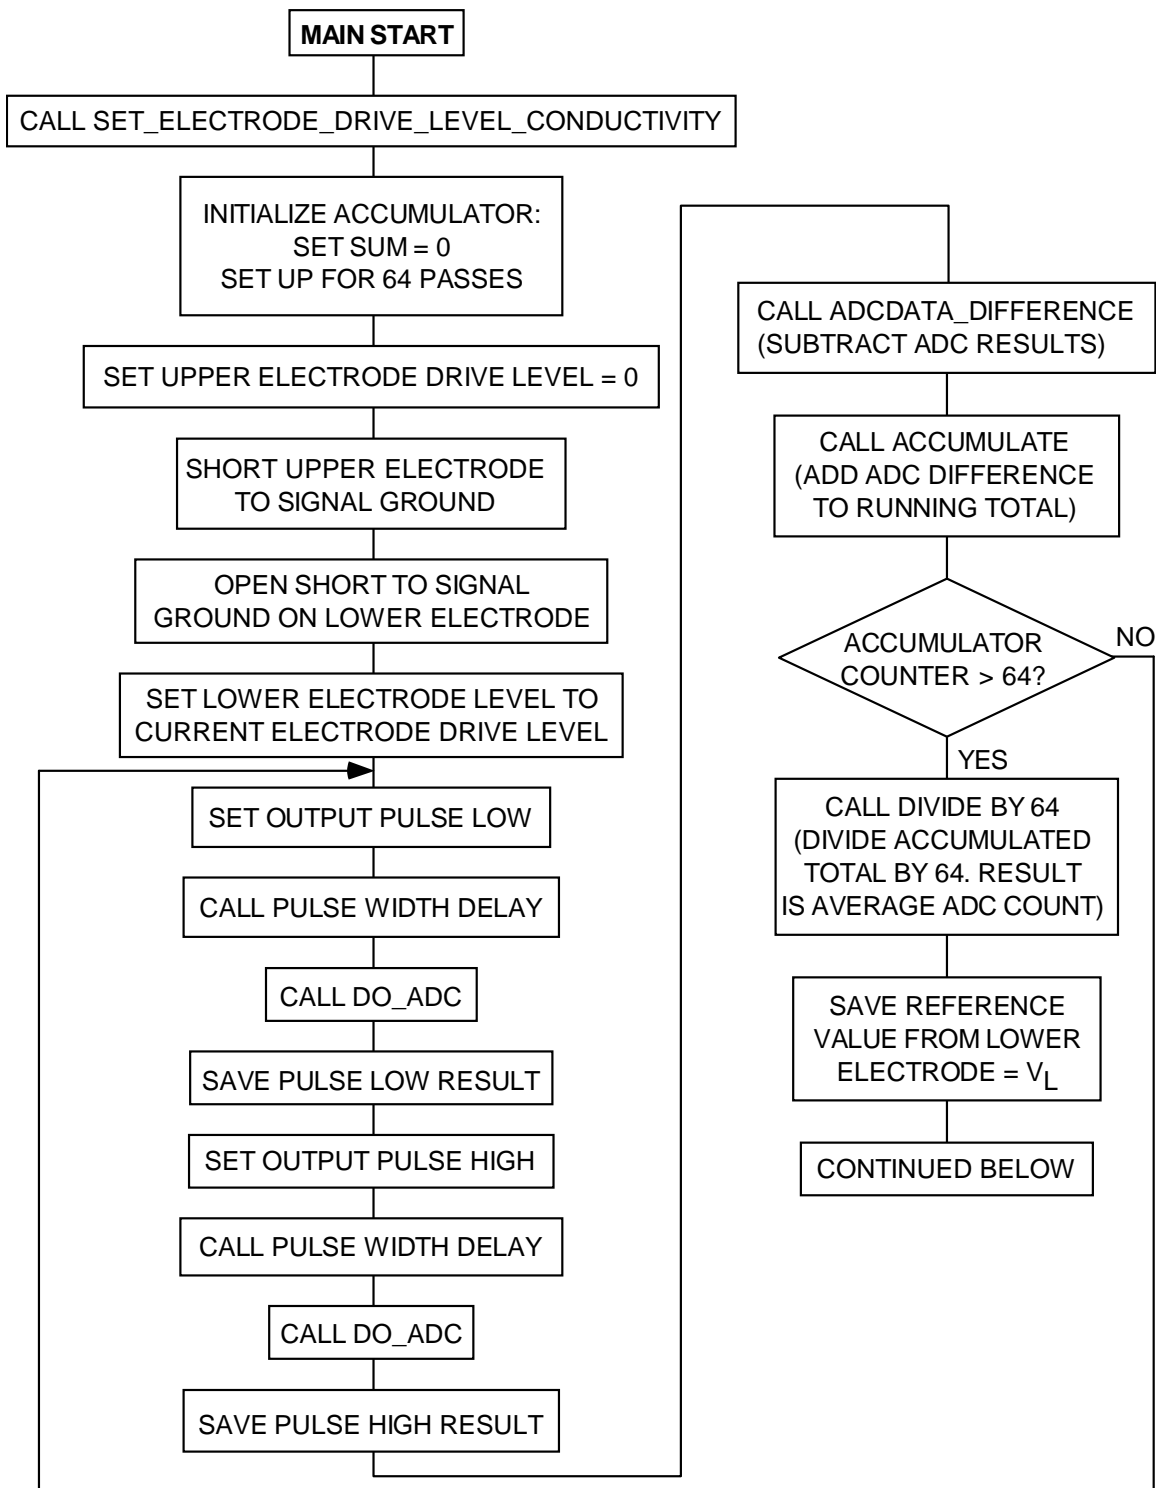 MAIN START
CALL SET_ELECTRODE_DRIVE_LEVEL_CONDUCTIVITY
INITIALIZE ACCUMULATOR:
SET SUM = 0
SET UP FOR 64 PASSES
SET UPPER ELECTRODE DRIVE LEVEL = 0
SHORT UPPER ELECTRODE
TO SIGNAL GROUND
OPEN SHORT TO SIGNAL
GROUND ON LOWER ELECTRODE
SET LOWER ELECTRODE LEVEL TO
CURRENT ELECTRODE DRIVE LEVEL
SET OUTPUT PULSE LOW
CALL PULSE WIDTH DELAY
CALL DO_ADC
SAVE PULSE LOW RESULT
SET OUTPUT PULSE HIGH
CALL PULSE WIDTH DELAY
CALL DO_ADC
SAVE PULSE HIGH RESULT
CALL ADCDATA_DIFFERENCE
(SUBTRACT ADC RESULTS)
CALL ACCUMULATE
(ADD ADC DIFFERENCE
TO RUNNING TOTAL)
ACCUMULATOR
COUNTER > 64?
NO
YES
CALL DIVIDE BY 64
(DIVIDE ACCUMULATED
TOTAL BY 64. RESULT
IS AVERAGE ADC COUNT)
SAVE REFERENCE
VALUE FROM LOWER
ELECTRODE = VL
CONTINUED BELOW